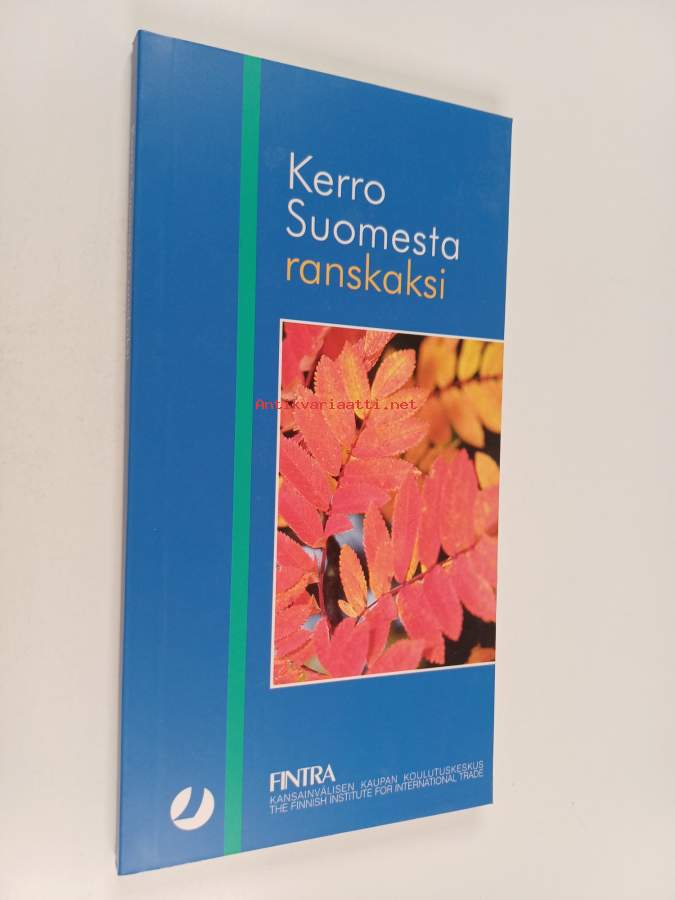 Kerro
Suomesta
ranskaksi
Antikvariaatti.net
FINTRA
KANSAINVÄLISEN KAUPAN KOULUTUSKESKUS
THE FINNISH INSTITUTE FOR INTERNATIONAL TRADE